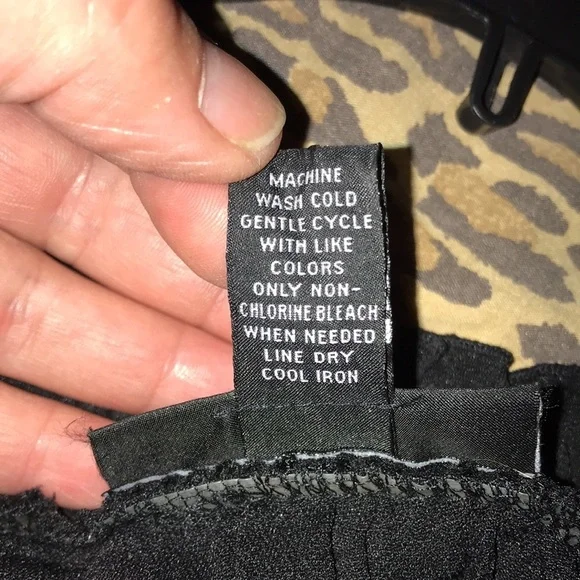 MACHINE
WASH COLD
GENTLE CYCLE
WITH LIKE
COLORS
ONLY NON-
CHLORINE BLEACH
WHEN NEEDED
LINE DRY
COOL IRON